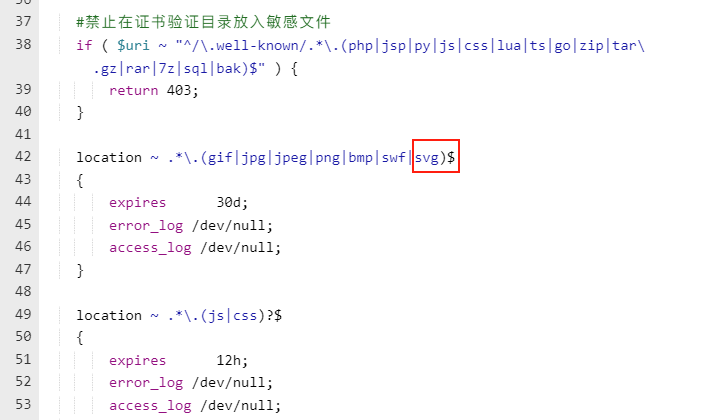 37 #禁止在证书验证目录放入敏感文件
38 if ( $uri ~ "^/\.well-known/.*\.(php|jsp|py|js|css|lua|ts|go|zip|tar\
.gz|rar|7z|sql|bak)$" ) {
39 return 403;
40 }
41
42 location ~ .*\.(gif|jpg|jpeg|png|bmp|swf|svg)$
43 {
44 expires 30d;
45 error_log /dev/null;
46 access_log /dev/null;
47 }
48
49 location ~ .*\.(js|css)?$
50 {
51 expires 12h;
52 error_log /dev/null;
53 access_log /dev/null;